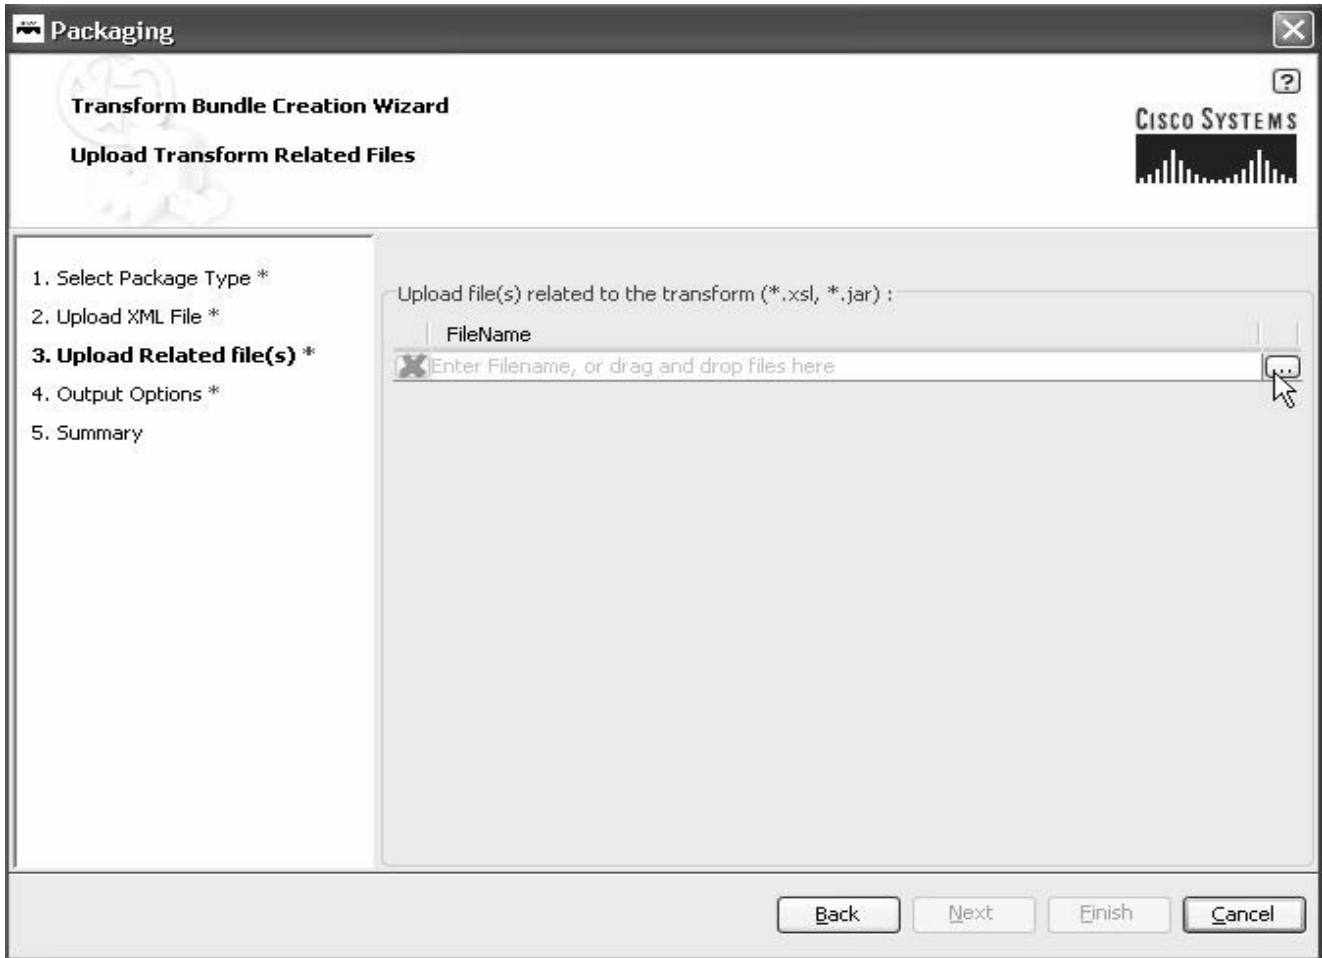 Packaging
Transform Bundle Creation Wizard
?
CISCO SYSTEMS
Upload Transform Related Files
1. Select Package Type *
2. Upload XML File *
3. Upload Related file(s) *
4. Output Options *
5. Summary
Upload file(s) related to the transform (*.xsl, *.jar) :
FileName
Enter Filename, or drag and drop files here
...
Back
Next
Finish
Cancel